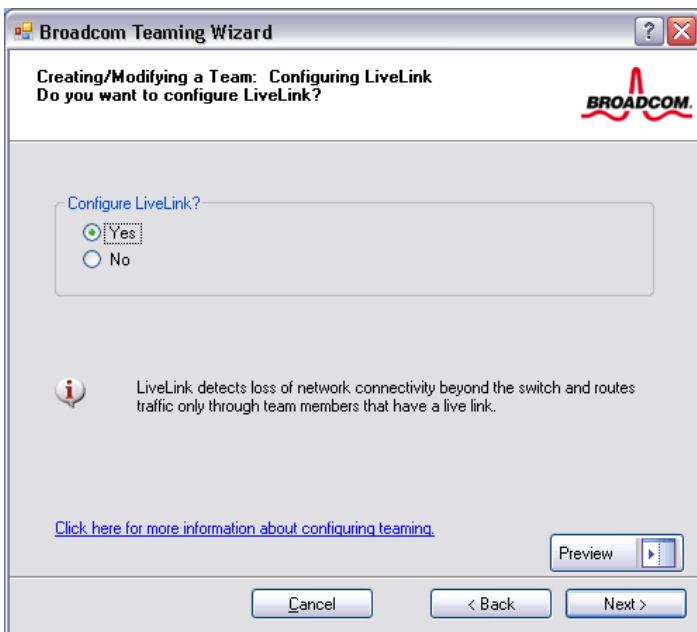 Broadcom Teaming Wizard
?
Creating/Modifying a Team: Configuring LiveLink
Do you want to configure LiveLink?
BROADCOM.
Configure LiveLink?
Yes
No
LiveLink detects loss of network connectivity beyond the switch and routes
traffic only through team members that have a live link.
Click here for more information about configuring teaming.
Preview
Cancel
< Back
Next >